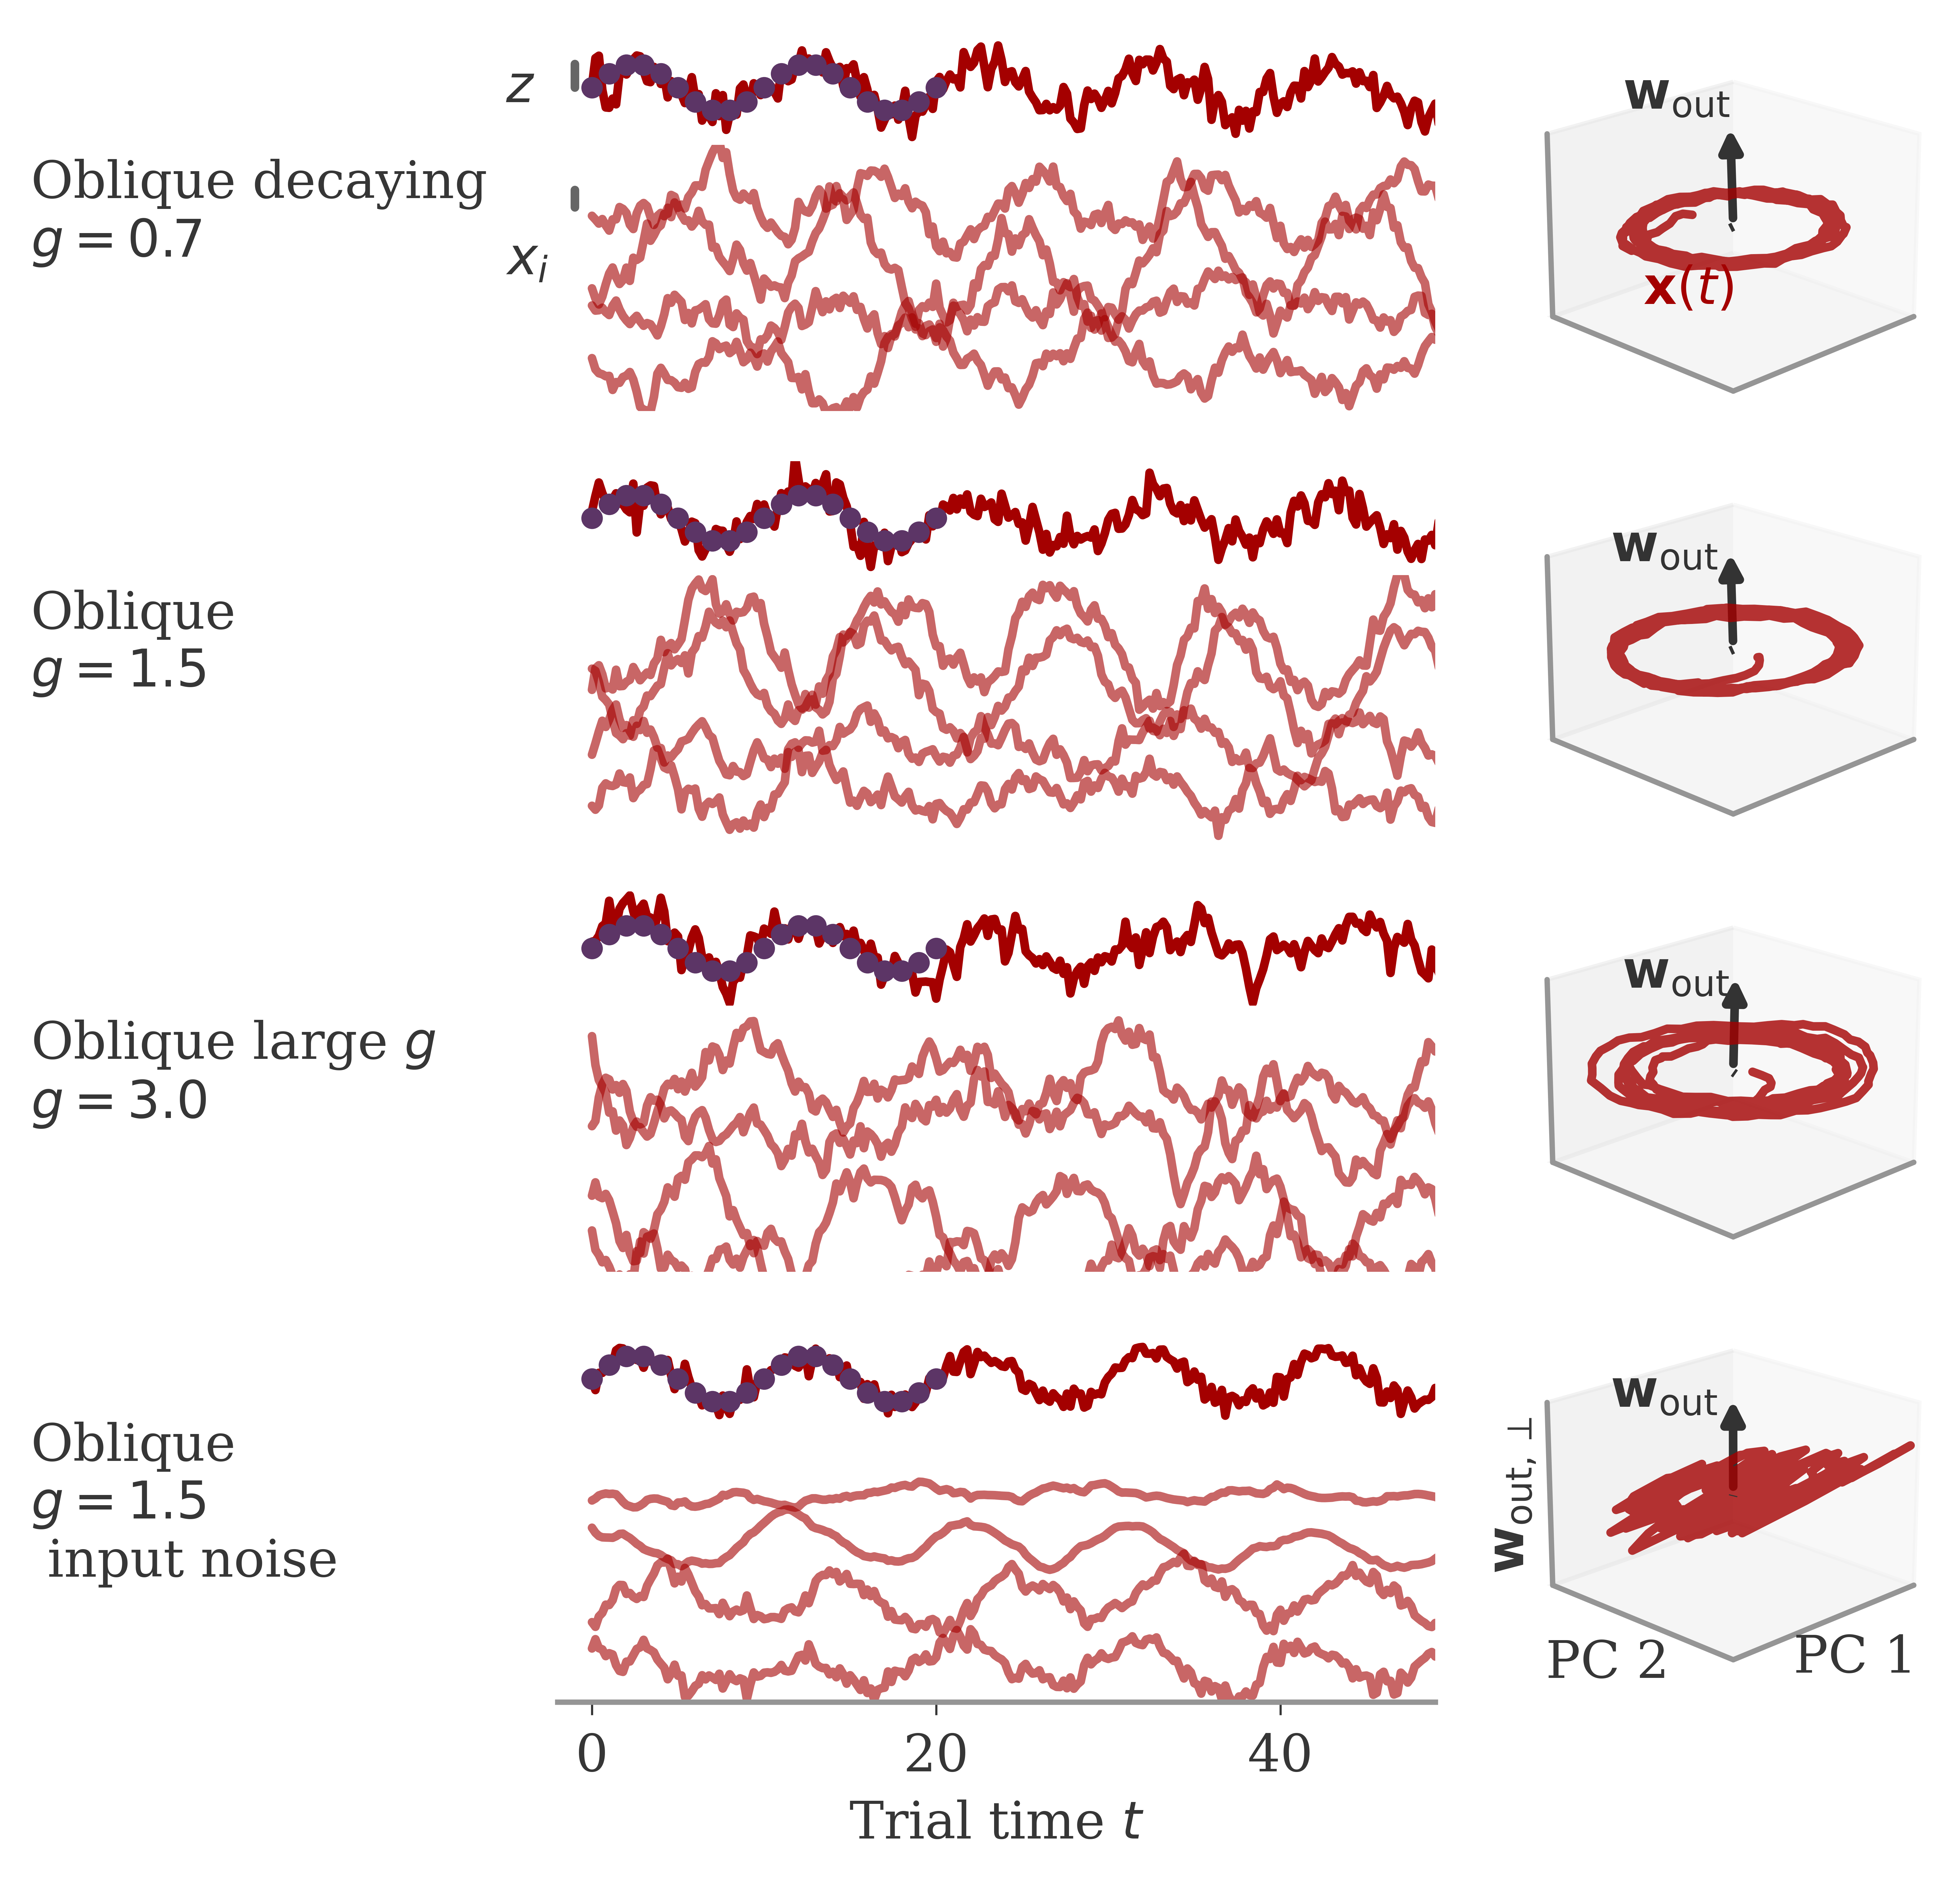 z
Oblique decaying
g = 0.7
x_i
w_out
x(t)
Oblique
g = 1.5
w_out
Oblique large g
g = 3.0
w_out
Oblique
g = 1.5
input noise
w_out
w_out, ⊥
PC 2
PC 1
0 20 40
Trial time t